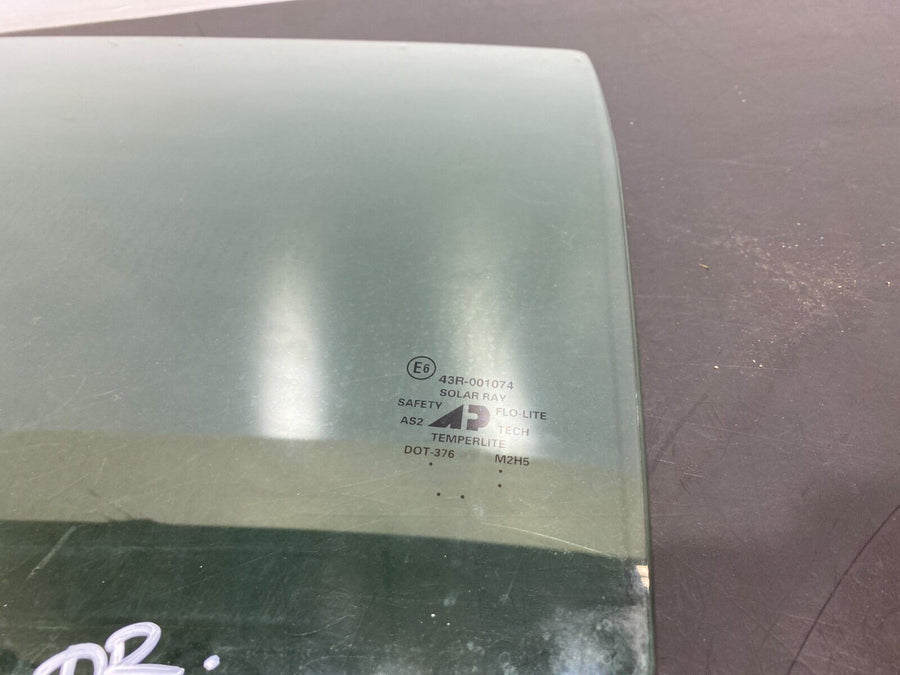 E6
43R-001074
SOLAR RAY
SAFETY FLO-LITE
AP
AS2 TECH
TEMPERLITE
DOT-376 M2H5